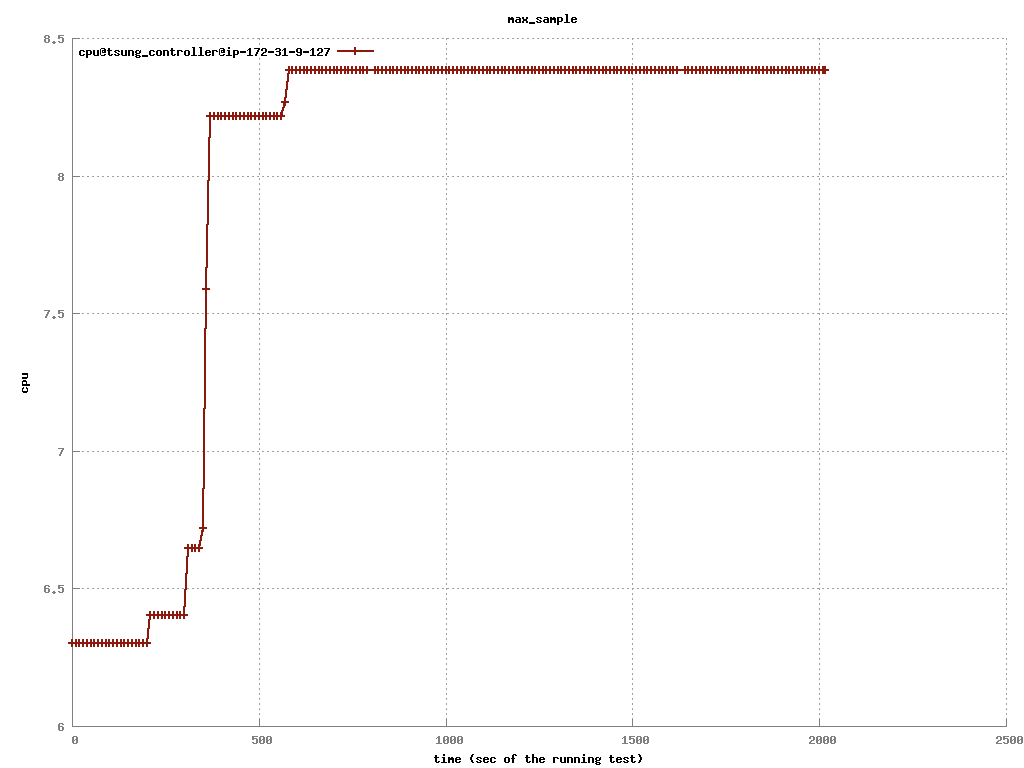 max_sample
8.5
cpu@tsung_controller@ip-172-31-9-127
8
7.5
cpu
7
6.5
6
0 500 1000 1500 2000 2500
time (sec of the running test)